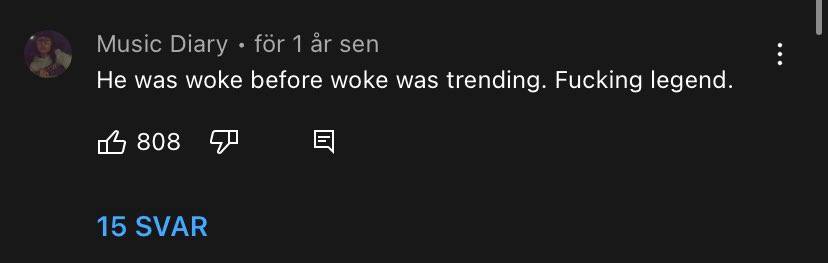 Music Diary • för 1 år sen
He was woke before woke was trending. Fucking legend.
808
15 SVAR